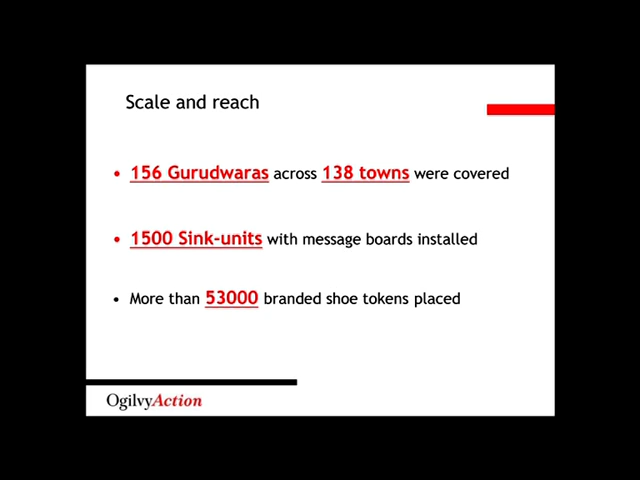 Scale and reach
• 156 Gurudwaras across 138 towns were covered
• 1500 Sink-units with message boards installed
• More than 53000 branded shoe tokens placed
OgilvyAction